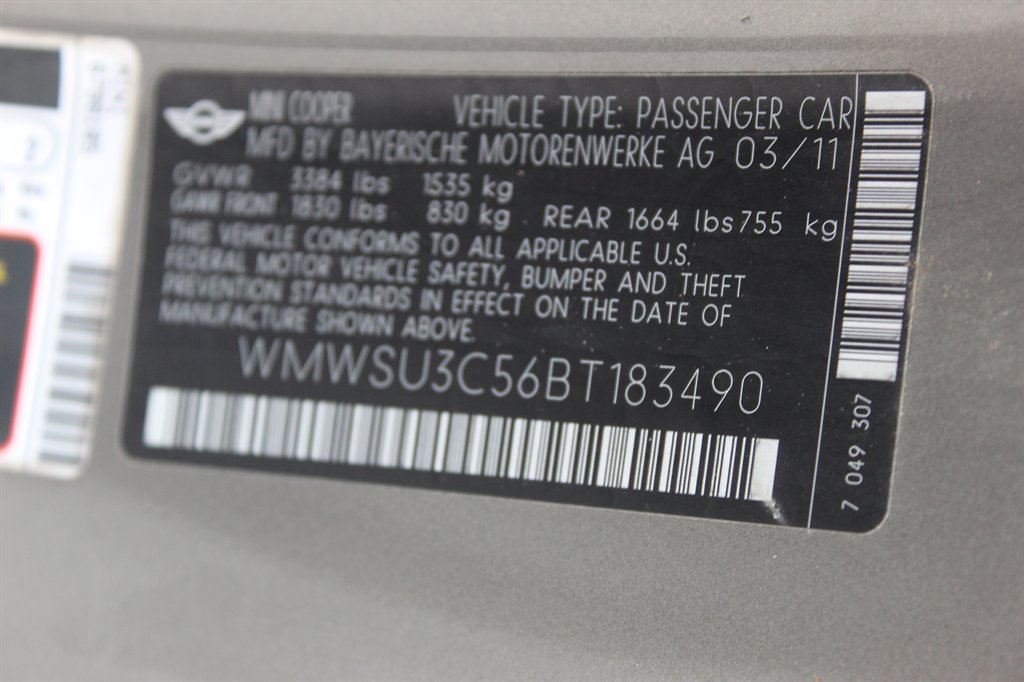 MINI COOPER VEHICLE TYPE: PASSENGER CAR
MFD BY BAYERISCHE MOTORENWERKE AG 03/11
GVWR 3384 lbs 1535 kg
GAWR FRONT 1830 lbs 830 kg REAR 1664 lbs 755 kg
THIS VEHICLE CONFORMS TO ALL APPLICABLE U.S.
FEDERAL MOTOR VEHICLE SAFETY, BUMPER AND THEFT
PREVENTION STANDARDS IN EFFECT ON THE DATE OF
MANUFACTURE SHOWN ABOVE.
WMWSU3C56BT183490
7 049 307